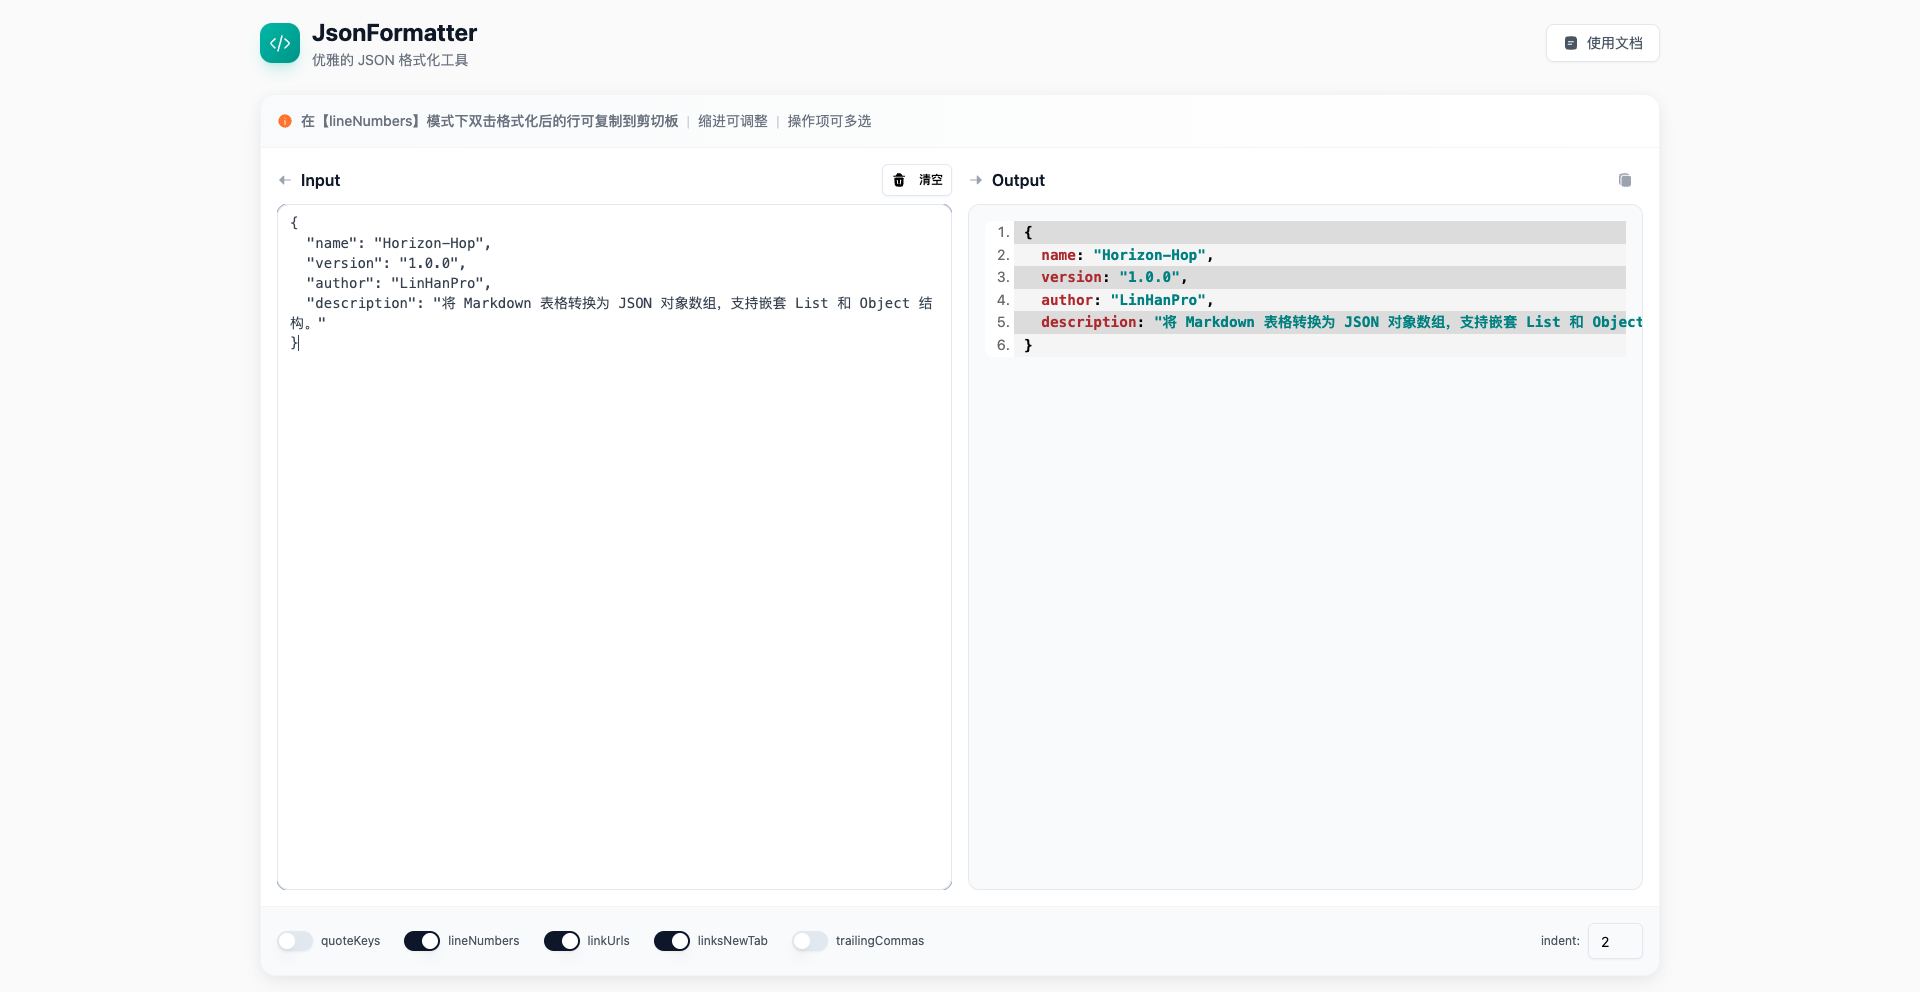 JsonFormatter
优雅的 JSON 格式化工具
使用文档
在【lineNumbers】模式下双击格式化后的行可复制到剪切板 | 缩进可调整 | 操作项可多选
Input
清空
{
  "name": "Horizon-Hop",
  "version": "1.0.0",
  "author": "LinHanPro",
  "description": "将 Markdown 表格转换为 JSON 对象数组，支持嵌套 List 和 Object 结
构。"
}
Output
1. {
2.   name: "Horizon-Hop",
3.   version: "1.0.0",
4.   author: "LinHanPro",
5.   description: "将 Markdown 表格转换为 JSON 对象数组，支持嵌套 List 和 Object
6. }
quoteKeys
lineNumbers
linkUrls
linksNewTab
trailingCommas
indent: 2